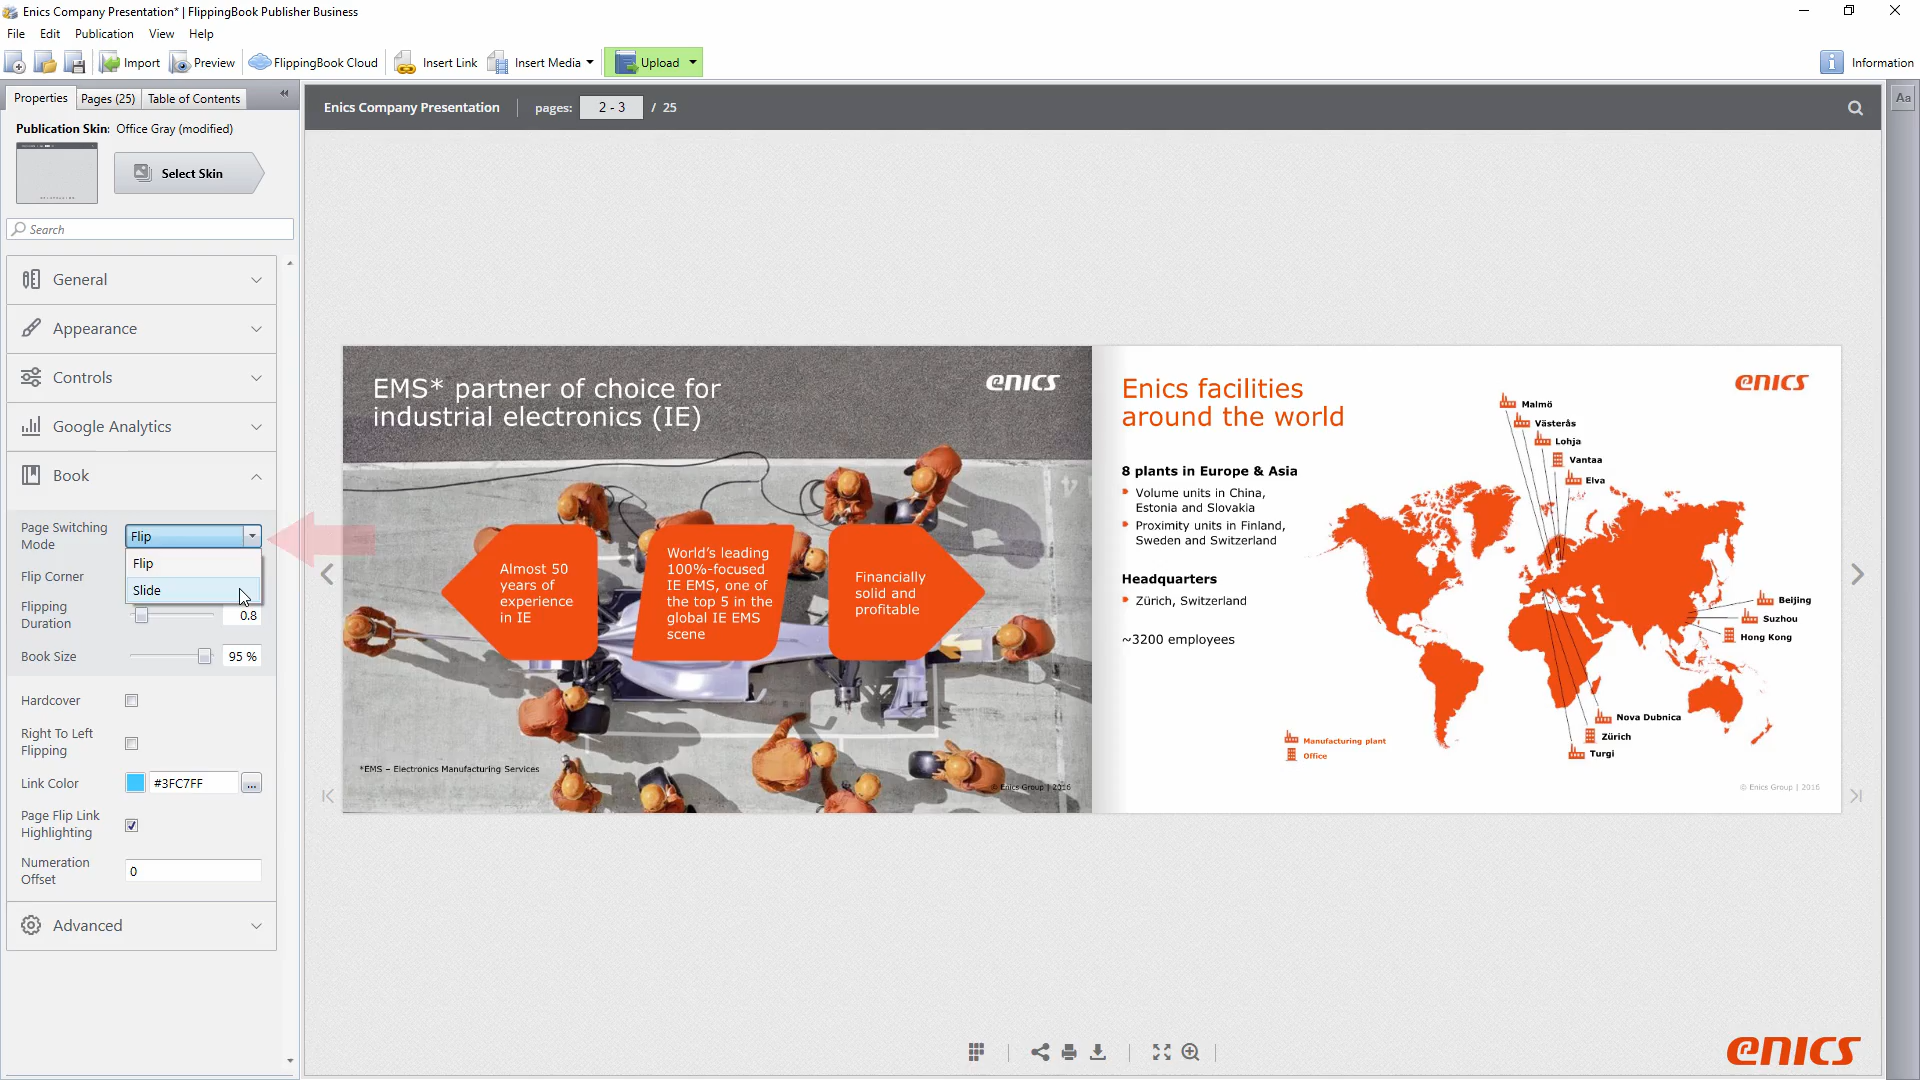 Enics Company Presentation* | FlippingBook Publisher Business
File Edit Publication View Help
Import Preview FlippingBook Cloud Insert Link Insert Media Upload Information
Properties Pages (25) Table of Contents
Publication Skin: Office Gray (modified)
Select Skin
Search
General
Appearance
Controls
Google Analytics
Book
Page Switching
Mode
Flip
Flip
Slide
Flip Corner
Flipping
Duration
0.8
Book Size
95 %
Hardcover
Right To Left
Flipping
Link Color
#3FC7FF
...
Page Flip Link
Highlighting
Numeration
Offset
0
Advanced
Enics Company Presentation
pages: 2 - 3 / 25
Aa
EMS* partner of choice for
industrial electronics (IE)
enics
Almost 50
years of
experience
in IE
World's leading
100%-focused
IE EMS, one of
the top 5 in the
global IE EMS
scene
Financially
solid and
profitable
*EMS – Electronics Manufacturing Services
© Enics Group | 2016
Enics facilities
around the world
enics
8 plants in Europe & Asia
Volume units in China,
Estonia and Slovakia
Proximity units in Finland,
Sweden and Switzerland
Headquarters
Zürich, Switzerland
~3200 employees
Malmö
Västerås
Lohja
Vantaa
Elva
Beijing
Suzhou
Hong Kong
Nova Dubnica
Zürich
Turgi
Manufacturing plant
Office
© Enics Group | 2016
enics